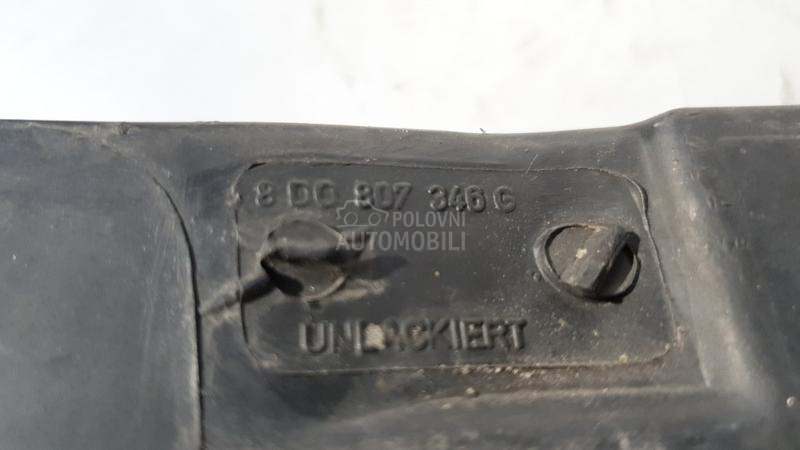 8 D0 807 346 G
POLOVNI
AUTOMOBILI
UNLACKIERT